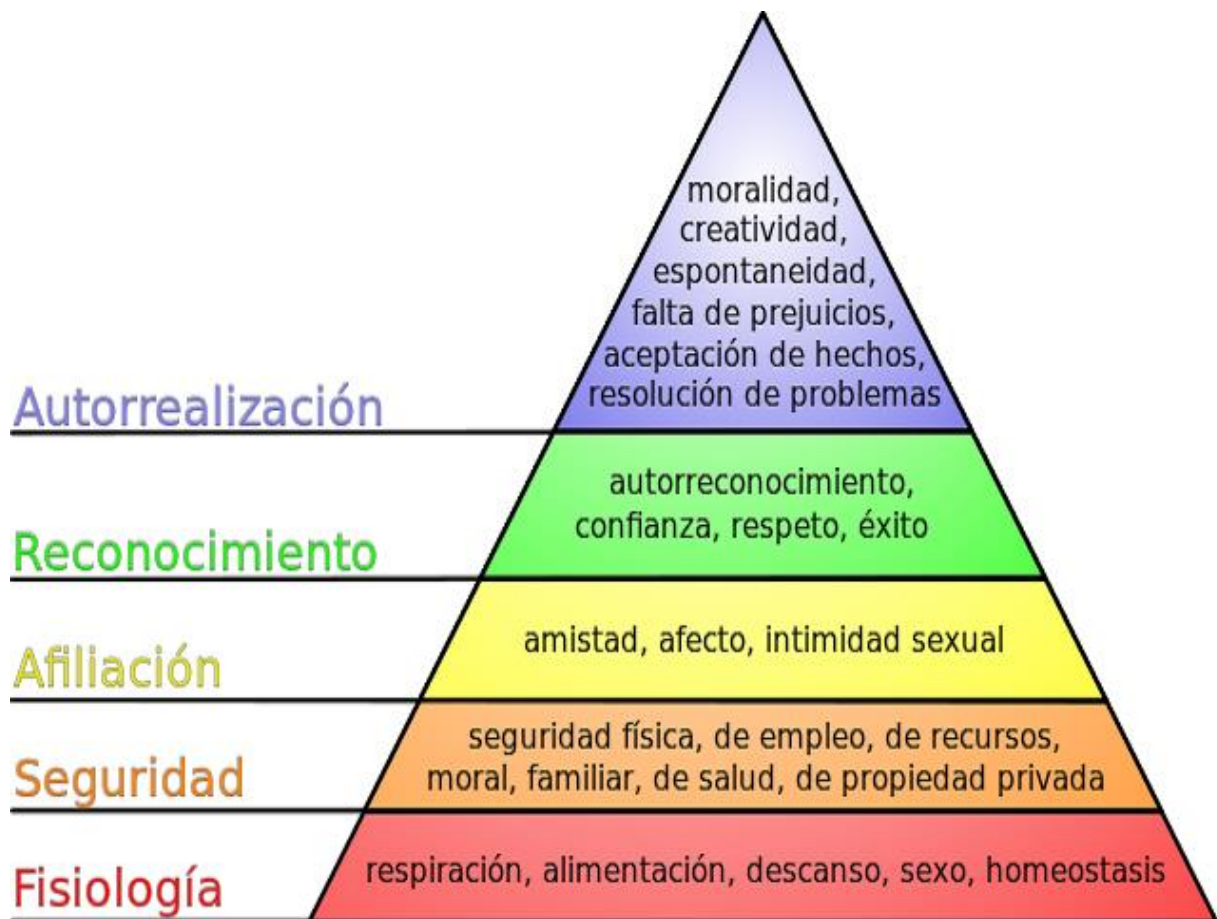 moralidad,
creatividad,
espontaneidad,
falta de prejuicios,
aceptación de hechos,
resolución de problemas
Autorrealización
autorreconocimiento,
confianza, respeto, éxito
Reconocimiento
amistad, afecto, intimidad sexual
Afiliación
seguridad física, de empleo, de recursos,
moral, familiar, de salud, de propiedad privada
Seguridad
respiración, alimentación, descanso, sexo, homeostasis
Fisiología